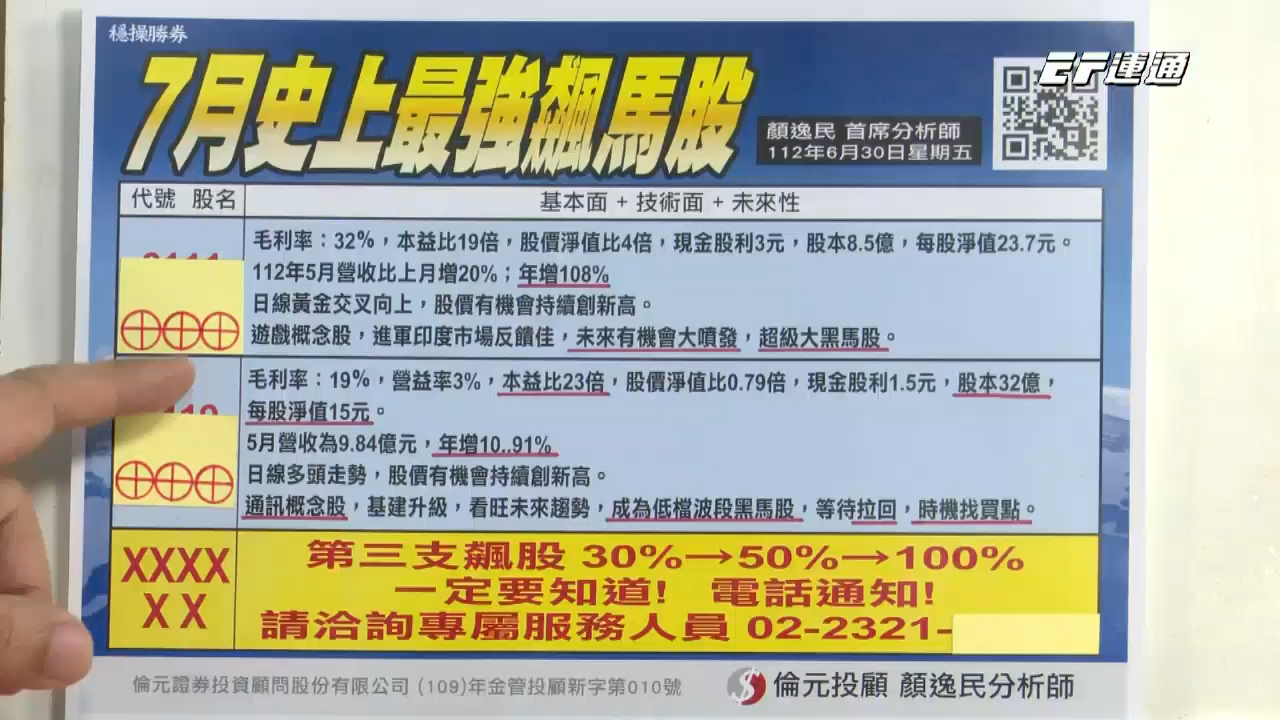 穩操勝券
EF運通
7月史上最強飆馬股
顏逸民 首席分析師
112年6月30日星期五
代號 股名
基本面 + 技術面 + 未來性
毛利率：32%，本益比19倍，股價淨值比4倍，現金股利3元，股本8.5億，每股淨值23.7元。
112年5月營收比上月增20%；年增108%
日線黃金交叉向上，股價有機會持續創新高。
遊戲概念股，進軍印度市場反饋佳，未來有機會大噴發，超級大黑馬股。
毛利率：19%，營益率3%，本益比23倍，股價淨值比0.79倍，現金股利1.5元，股本32億，
每股淨值15元。
5月營收為9.84億元，年增10..91%
日線多頭走勢，股價有機會持續創新高。
通訊概念股，基建升級，看旺未來趨勢，成為低檔波段黑馬股，等待拉回，時機找買點。
XXXX
XX
第三支飆股 30%→50%→100%
一定要知道! 電話通知!
請洽詢專屬服務人員 02-2321-
倫元證券投資顧問股份有限公司 (109)年金管投顧新字第010號
倫元投顧 顏逸民分析師